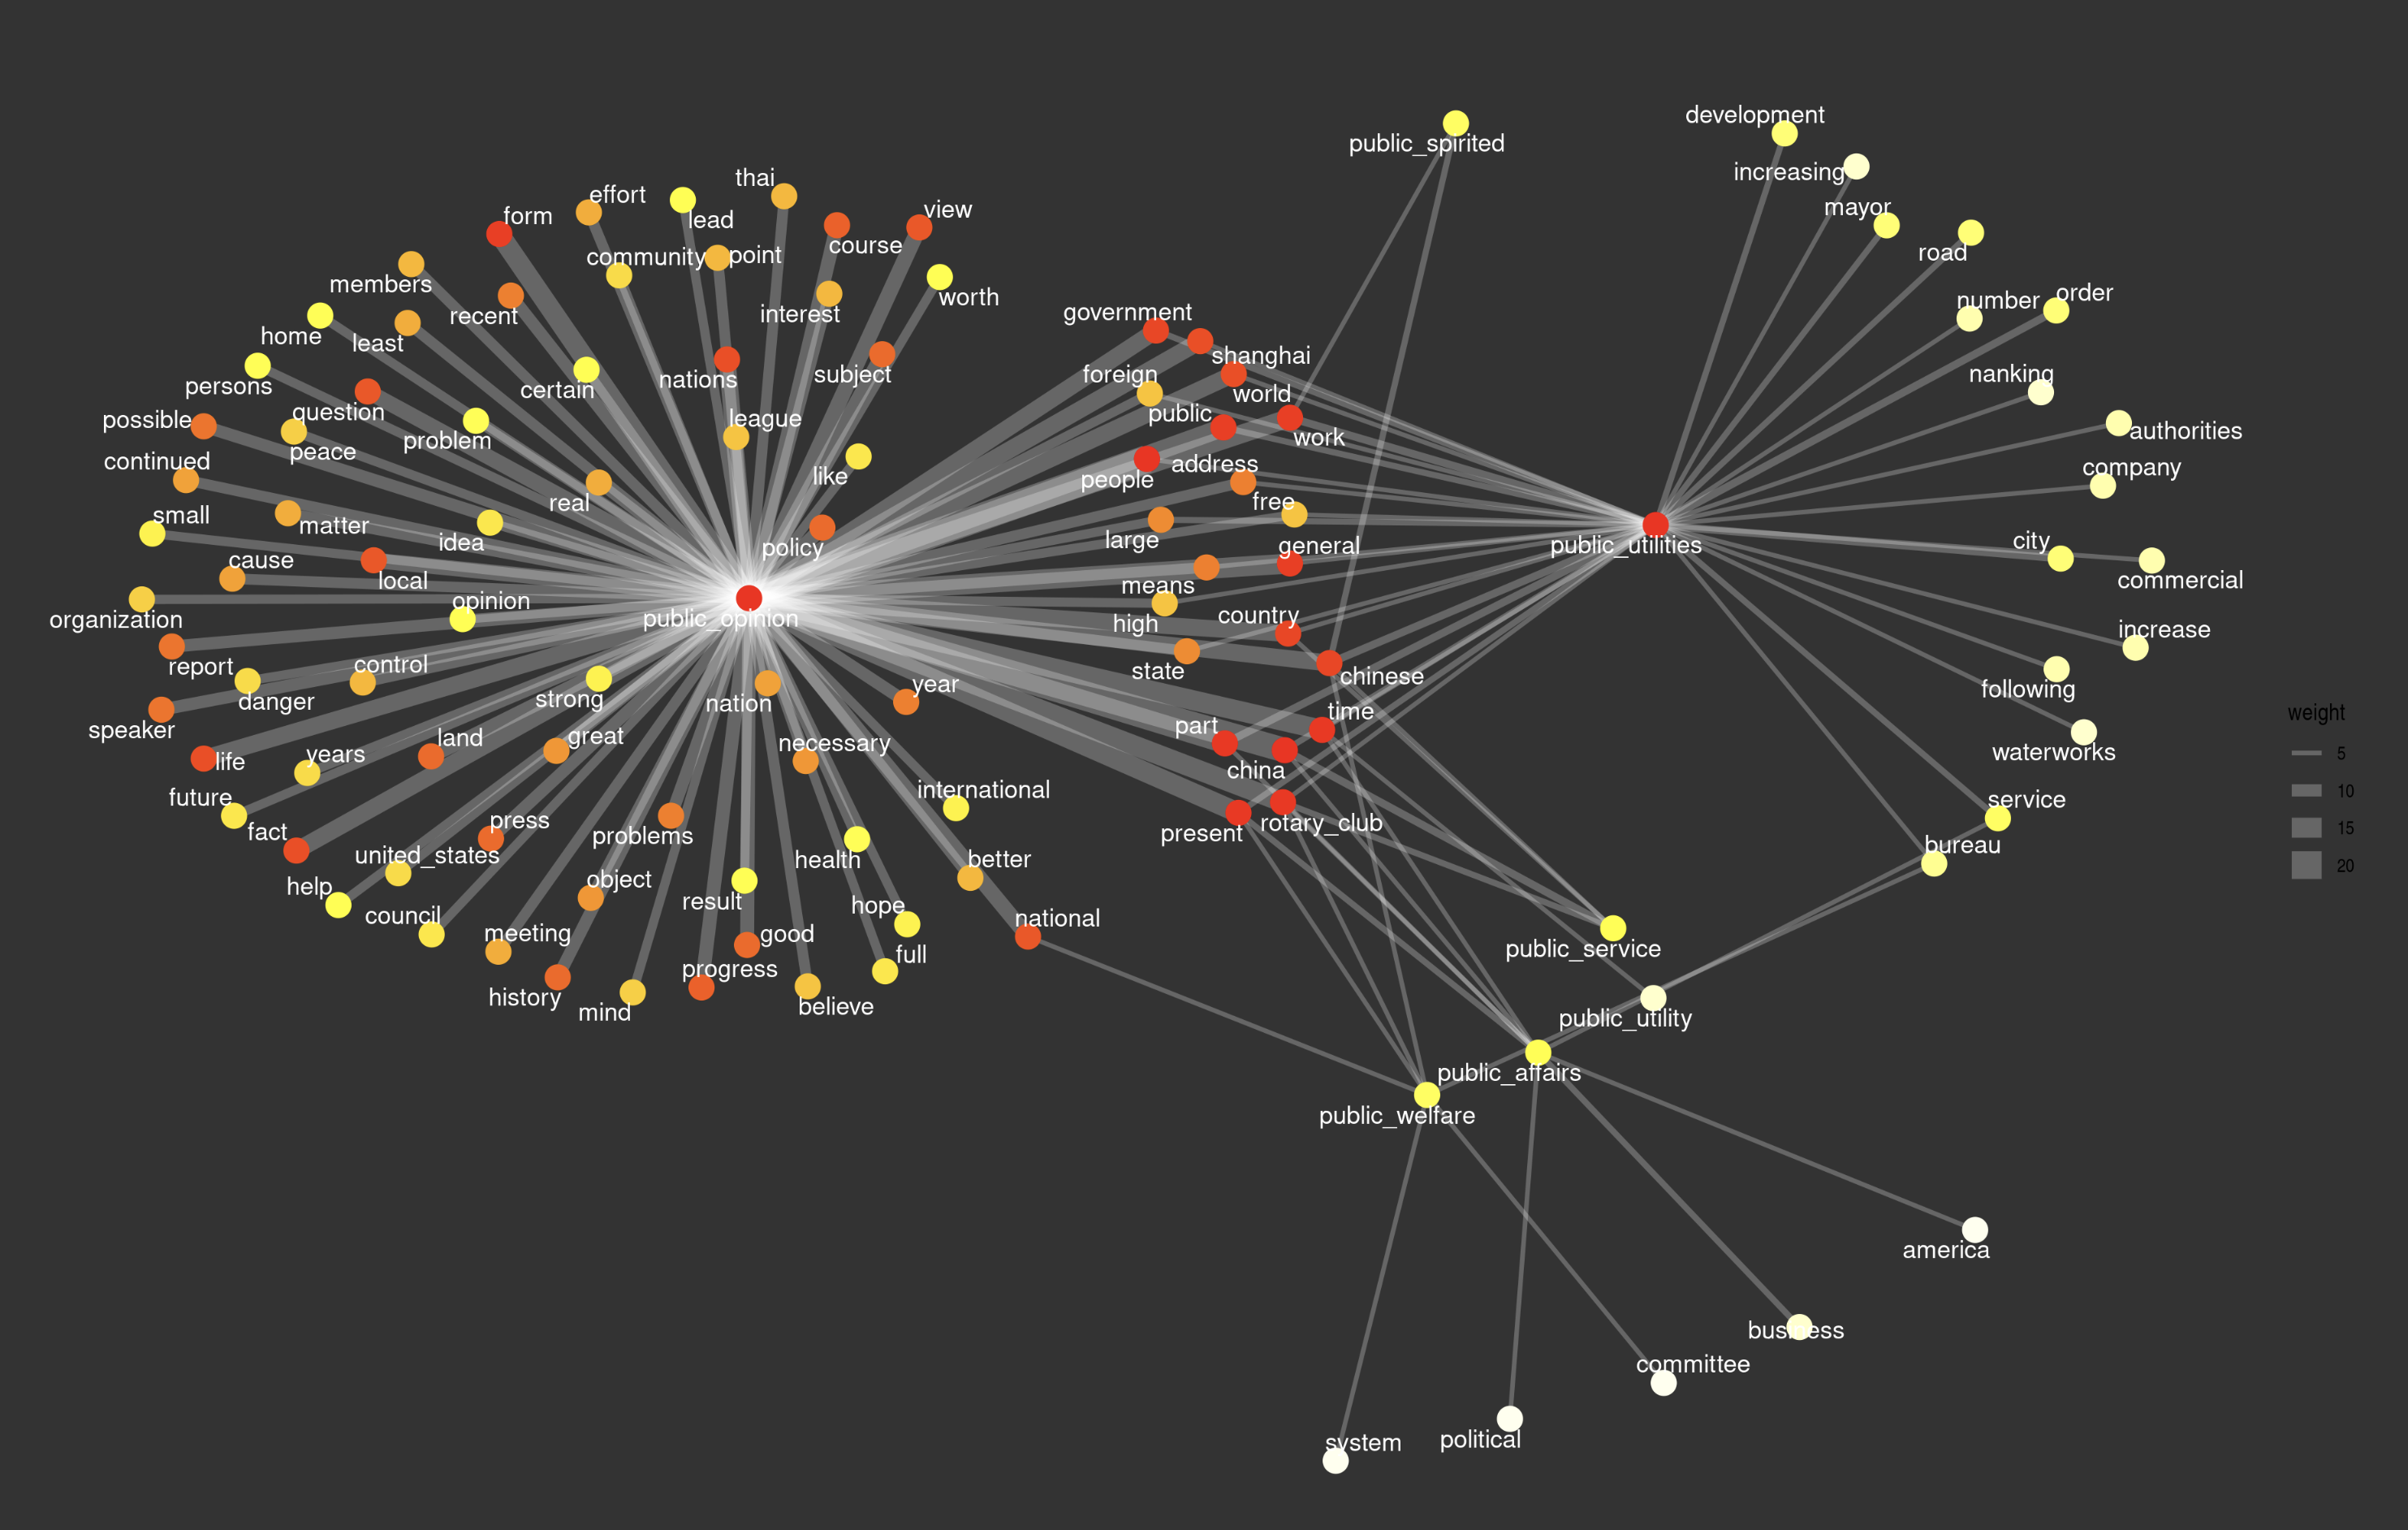 development
public_spirited
increasing
thai
effort
lead
view
form
mayor
road
course
community
point
members
worth
number
order
interest
recent
home
least
government
shanghai
nanking
foreign
subject
persons
certain
nations
world
question
public
possible
league
work
authorities
problem
peace
continued
address
company
like
people
real
free
small
matter
idea
large
city
policy
general
public_utilities
cause
local
means
commercial
opinion
organization
public_opinion
country
high
increase
report
control
state
chinese
danger
strong
nation
year
following
speaker
part
time
weight
land
great
necessary
life
years
china
waterworks
5
future
international
10
service
fact
press
problems
present
rotary_club
15
united_states
health
better
bureau
20
help
object
result
hope
council
national
meeting
good
full
public_service
progress
history
mind
believe
public_utility
public_affairs
public_welfare
america
business
committee
system
political